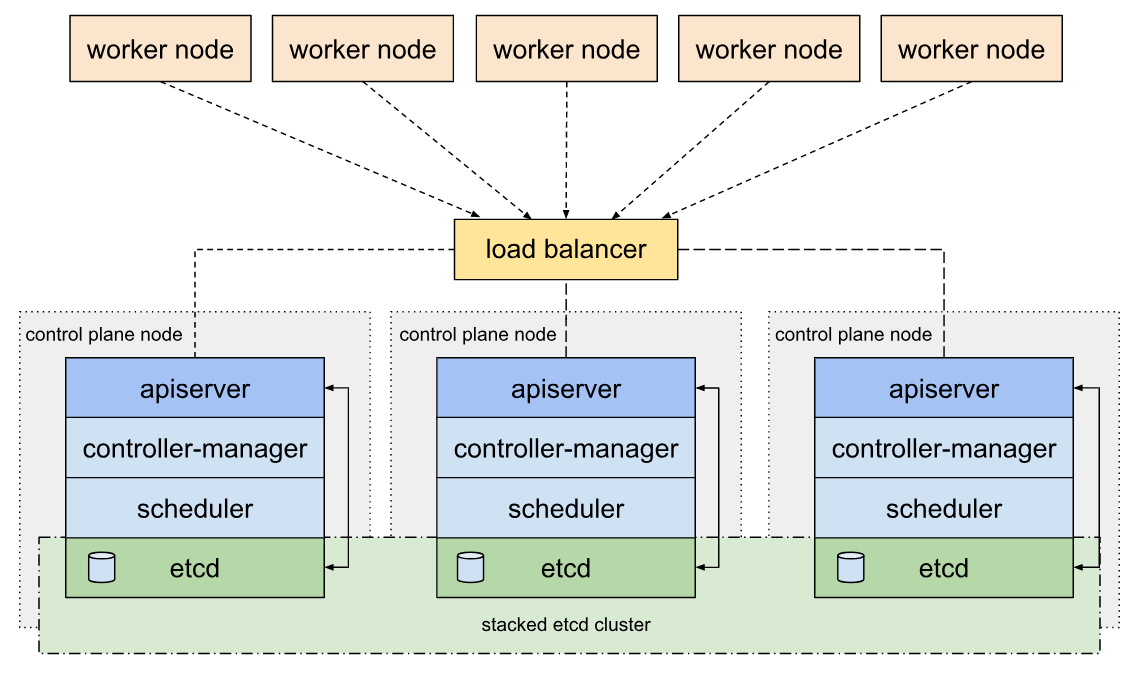 worker node
worker node
worker node
worker node
worker node
load balancer
control plane node
control plane node
control plane node
apiserver
apiserver
apiserver
controller-manager
controller-manager
controller-manager
scheduler
scheduler
scheduler
etcd
etcd
etcd
stacked etcd cluster